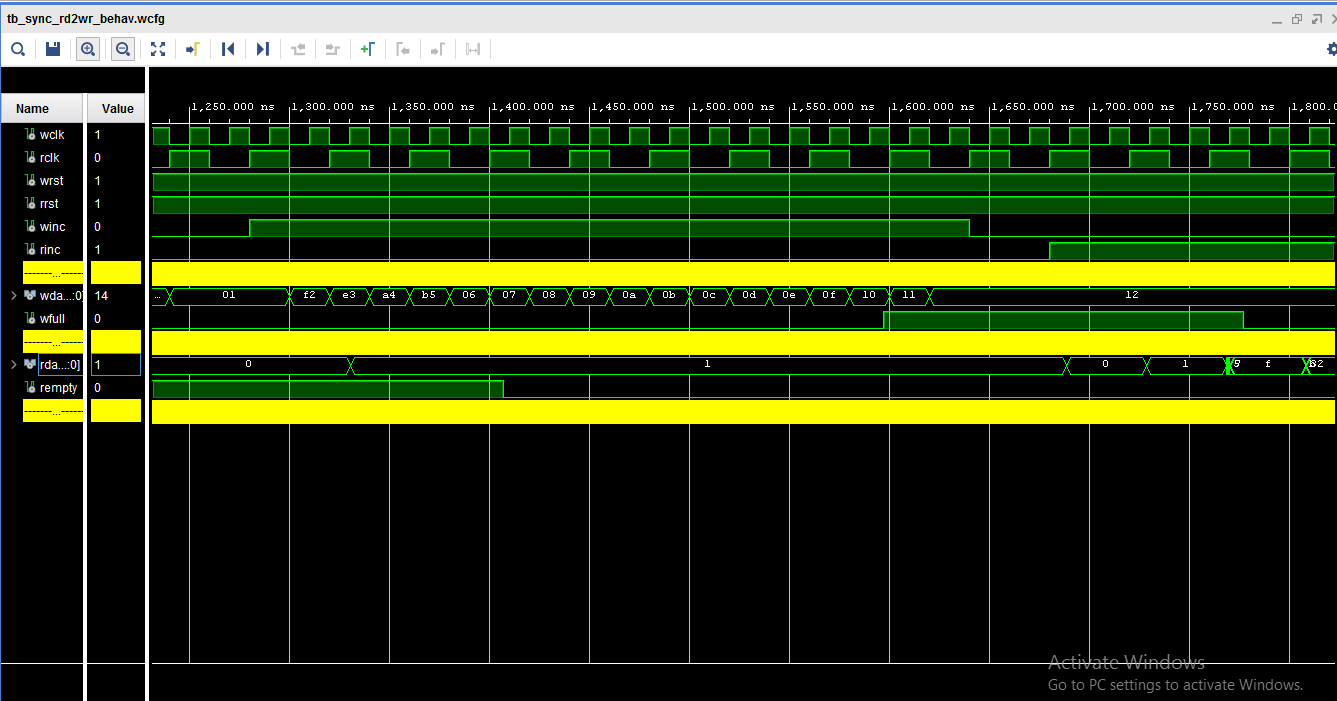 tb_sync_rd2wr_behav.wcfg
Name Value 1,250.000 ns 1,300.000 ns 1,350.000 ns 1,400.000 ns 1,450.000 ns 1,500.000 ns 1,550.000 ns 1,600.000 ns 1,650.000 ns 1,700.000 ns 1,750.000 ns 1,800.0
wclk 1
rclk 0
wrst 1
rrst 1
winc 0
rinc 1
-------...------
wda...:0] 14 ... 01 f2 e3 a4 b5 06 07 08 09 0a 0b 0c 0d 0e 0f 10 11 12
wfull 0
-------...------
rda...:0] 1 0 1 0 1 f
rempty 0
-------...------
Activate Windows
Go to PC settings to activate Windows.